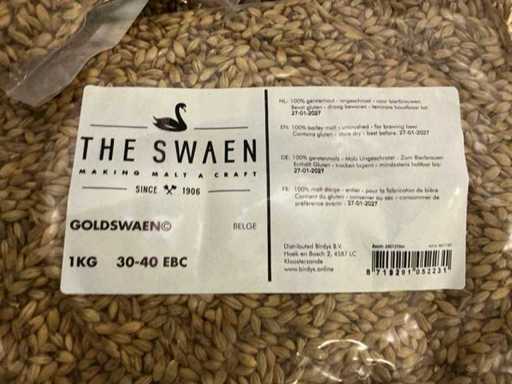 THE SWAEN
MAKING MALT A CRAFT
SINCE 1906
GOLDSWAEN© BELGE
1KG 30-40 EBC
NL: 100% gerstemout - ongeschroot - voor bierbrouwen
Bevat gluten - droog bewaren - tenminste houdbaar tot:
27-01-2027
EN: 100% barley malt - uncrushed - for brewing beer
Contains gluten - store dry - best before: 27-01-2027
DE: 100% gerstenmalz - Malz Ungeschrotet - Zum Bierbrauen
Enthält Gluten - trocken lagern - mindestens haltbar bis:
27-01-2027
FR: 100% malt d'orge - entier - pour la fabrication de bière
Contient du gluten - conserver au sec - consommer de
préférence avant: 27-01-2027
Distributed Birdys B.V.
Hoek en Bosch 2, 4587 LC
Kloosterzande
www.birdys.online
8 719201 052231